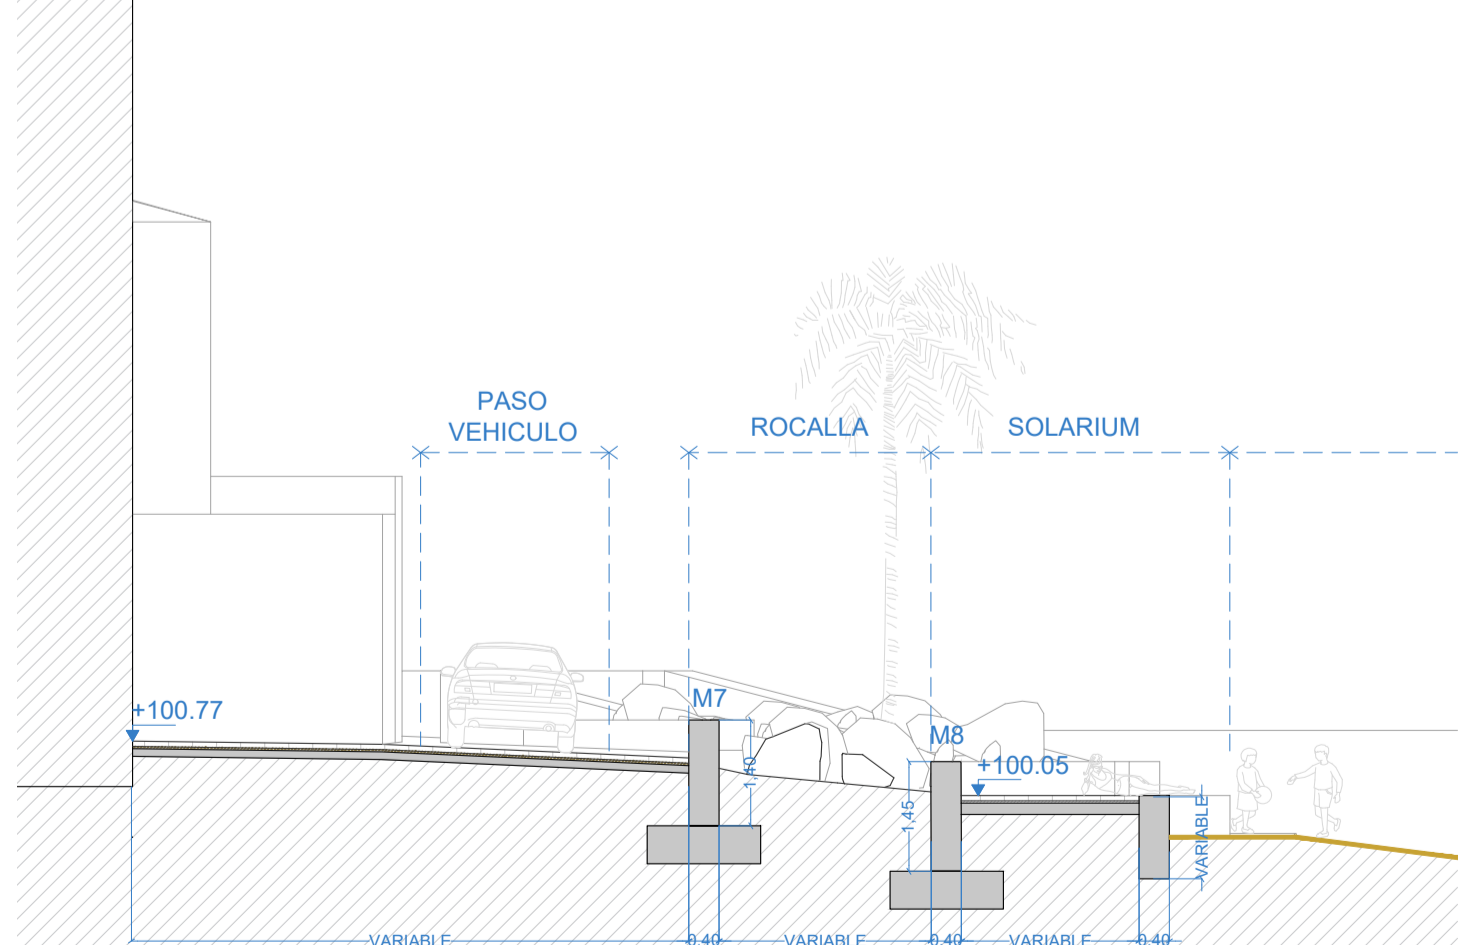 PASO
VEHICULO
ROCALLA
SOLARIUM
+100.77
M7
M8
+100.05
1,40
1,45
VARIABLE
VARIABLE
0,40
VARIABLE
0,40
VARIABLE
0,40